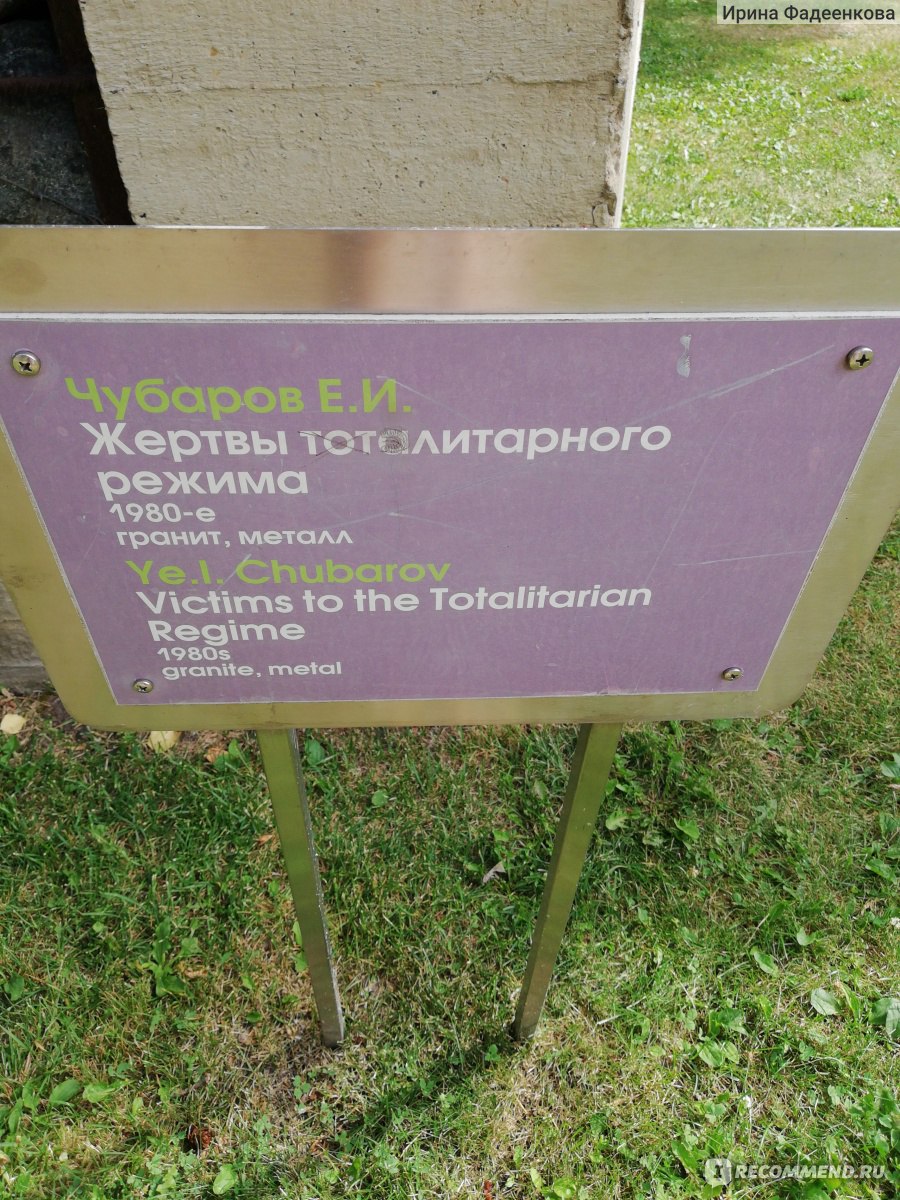 Ирина Фадеенкова
Чубаров Е.И.
Жертвы тоталитарного
режима
1980-е
гранит, металл
Ye.I. Chubarov
Victims to the Totalitarian
Regime
1980s
granite, metal
RECOMMEND.RU